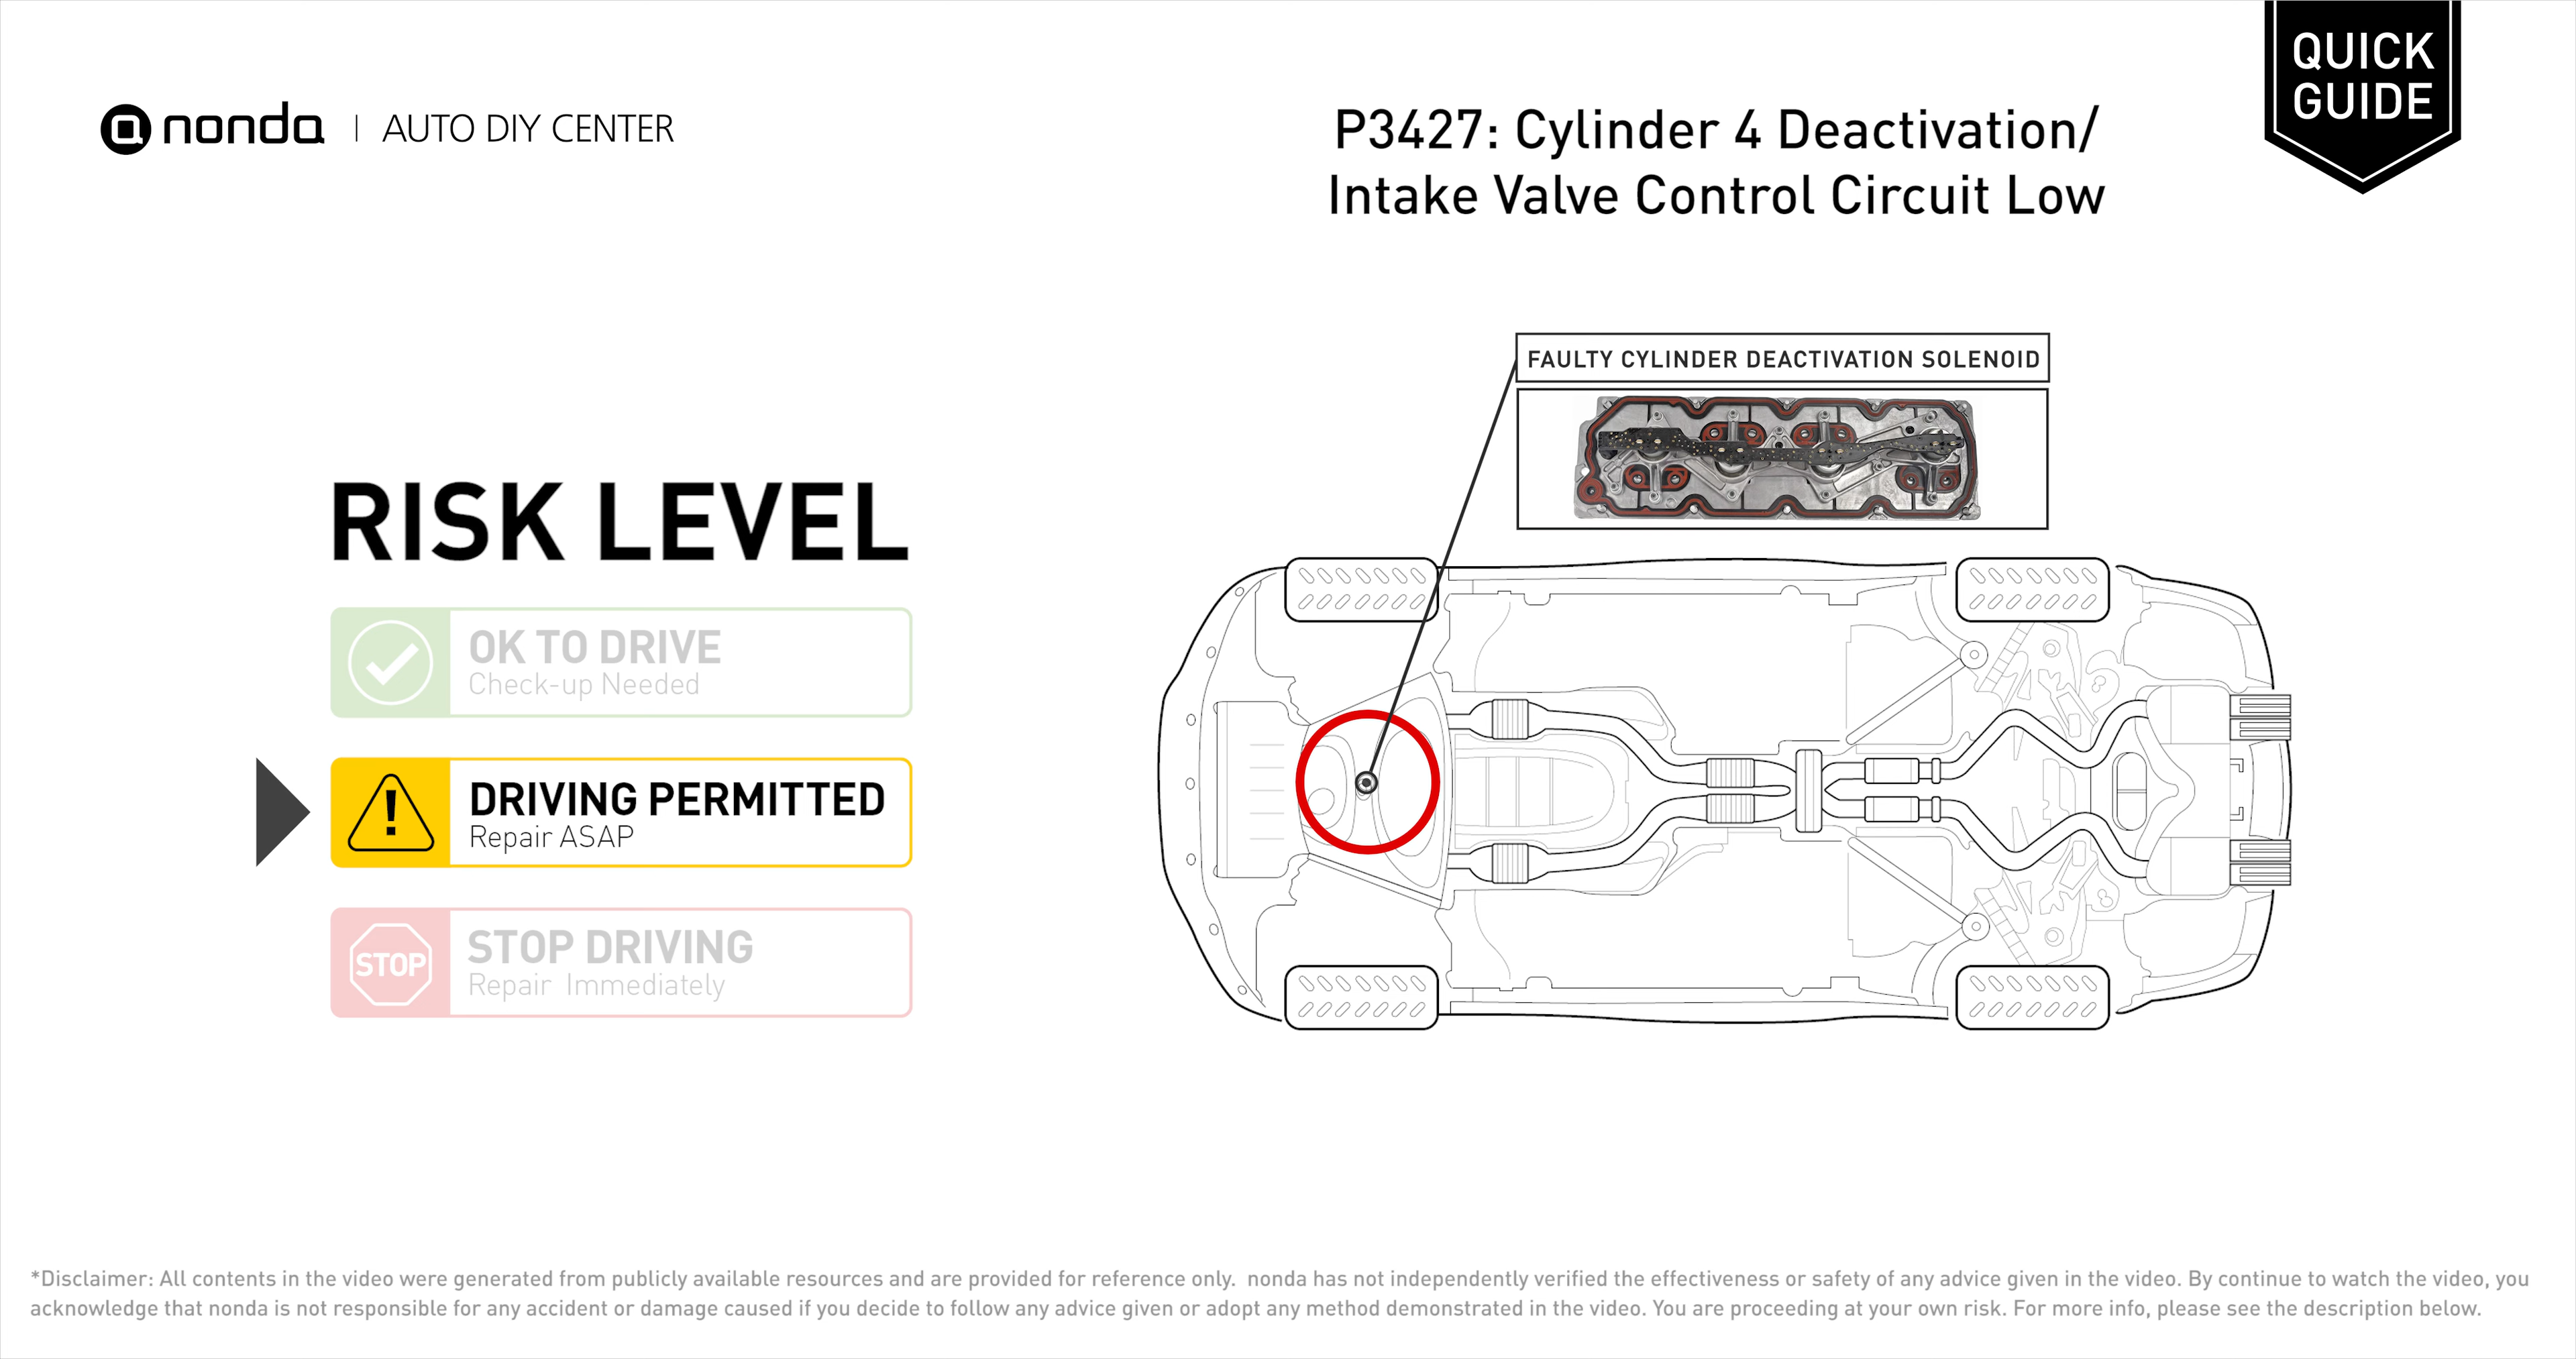 nonda | AUTO DIY CENTER
P3427: Cylinder 4 Deactivation/
Intake Valve Control Circuit Low
QUICK
GUIDE
FAULTY CYLINDER DEACTIVATION SOLENOID
RISK LEVEL
OK TO DRIVE
Check-up Needed
DRIVING PERMITTED
Repair ASAP
STOP
STOP DRIVING
Repair Immediately
*Disclaimer: All contents in the video were generated from publicly available resources and are provided for reference only. nonda has not independently verified the effectiveness or safety of any advice given in the video. By continue to watch the video, you
acknowledge that nonda is not responsible for any accident or damage caused if you decide to follow any advice given or adopt any method demonstrated in the video. You are proceeding at your own risk. For more info, please see the description below.